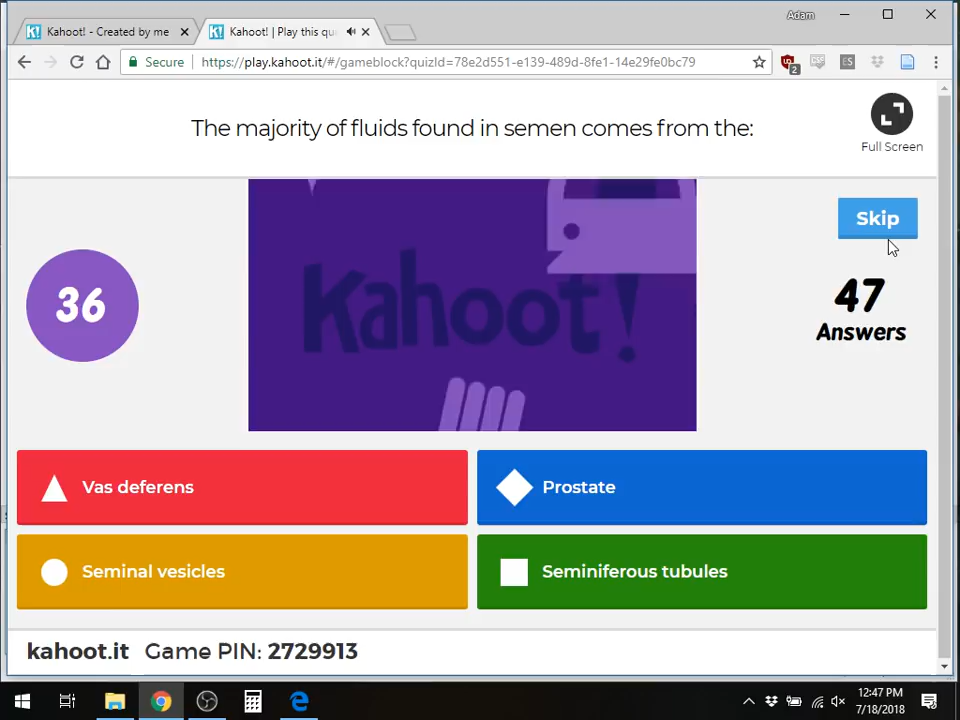 Kahoot! - Created by me
Kahoot! | Play this qu
Adam
Secure
https://play.kahoot.it/#/gameblock?quizId=78e2d551-e139-489d-8fe1-14e29fe0bc79
2
ES
The majority of fluids found in semen comes from the:
Full Screen
Skip
36
Kahoot!
47
Answers
Vas deferens
Prostate
Seminal vesicles
Seminiferous tubules
kahoot.it Game PIN: 2729913
12:47 PM
7/18/2018